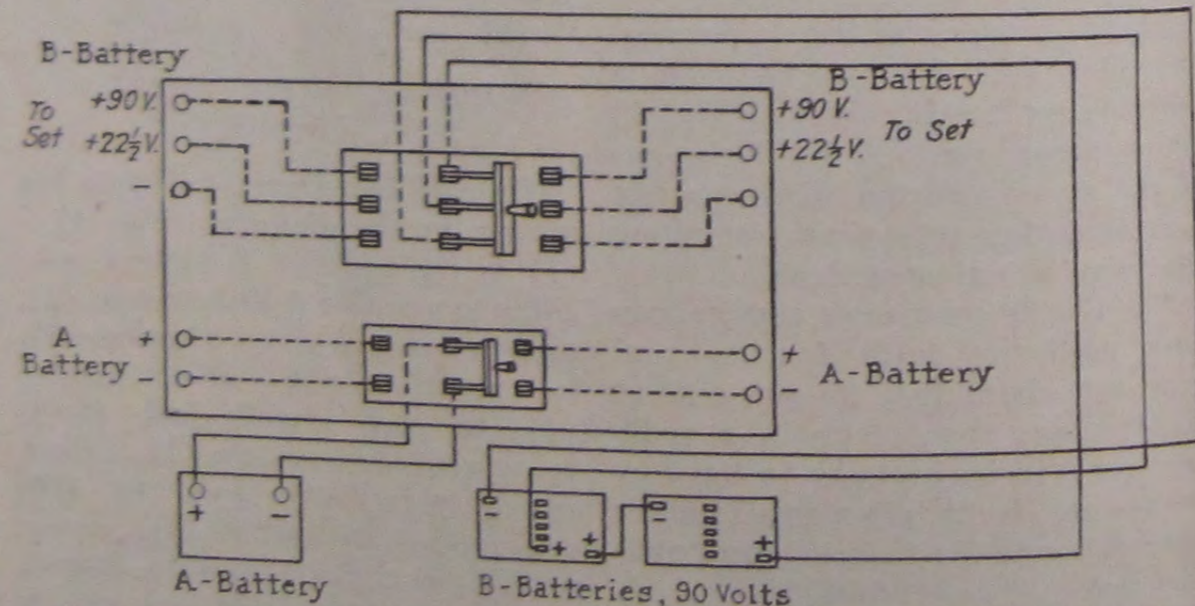 B-Battery
To Set
+90 V.
+22½ V.
-
B-Battery
+90 V.
+22½ V.
To Set
A
Battery
+
-
+
-
A-Battery
+ -
- + + - +
A-Battery
B-Batteries, 90 Volts